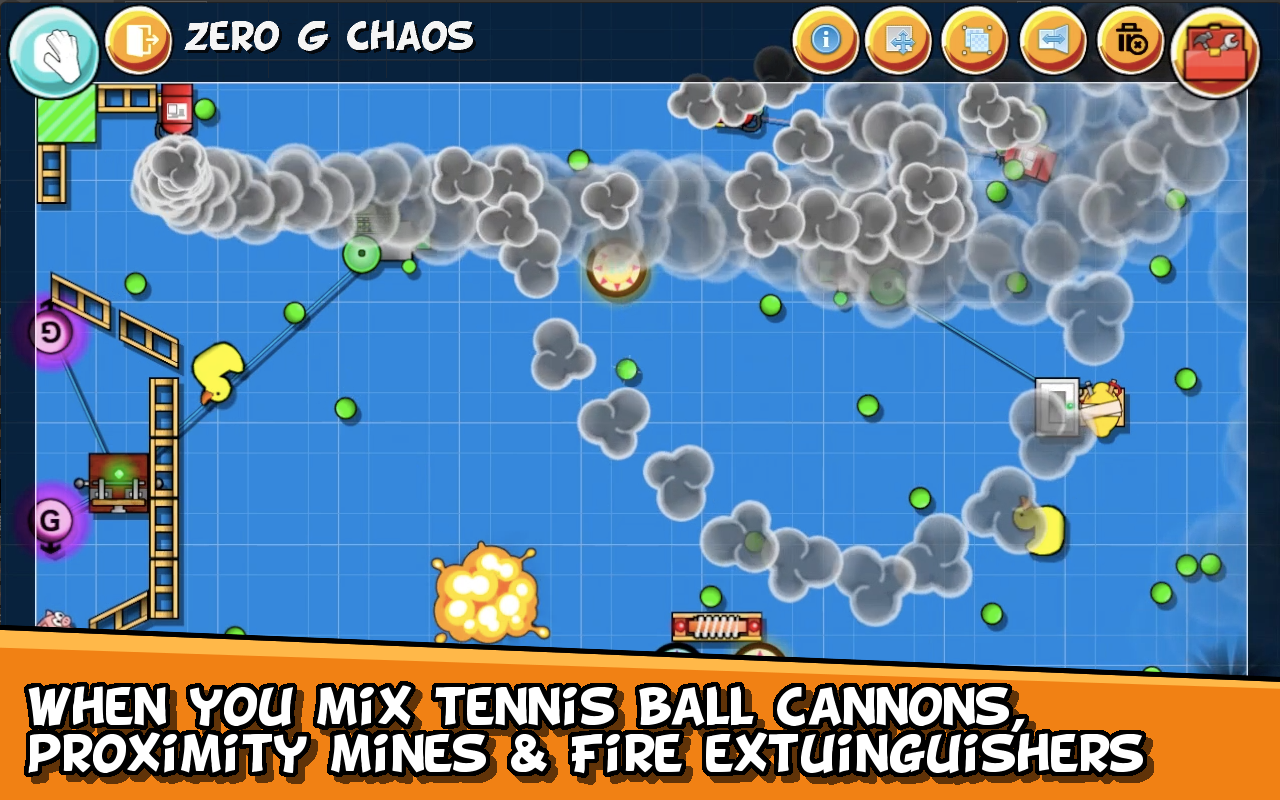 ZERO G CHAOS
G
G
WHEN YOU MiX TENNiS BALL CANNONS,
PROXiMiTY MiNES & FiRE EXTUiNGUiSHERS